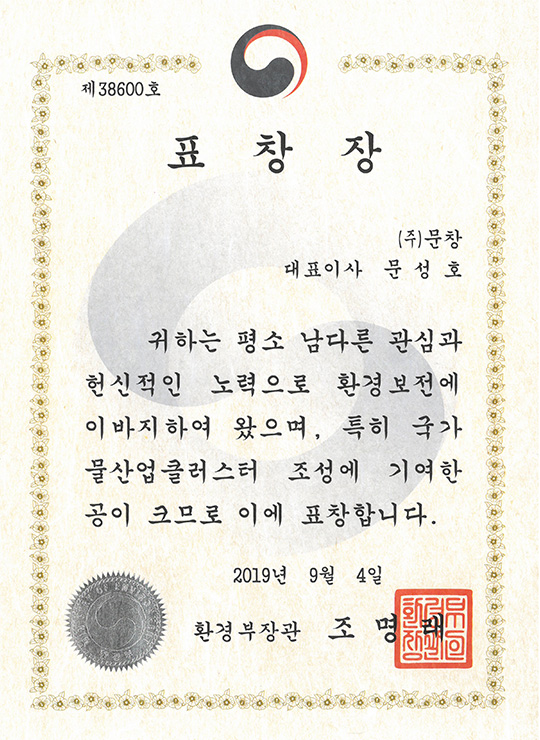 제38600호
표 창 장
(주)문창
대표이사 문 성 호
귀하는 평소 남다른 관심과
헌신적인 노력으로 환경보전에
이바지하여 왔으며, 특히 국가
물산업클러스터 조성에 기여한
공이 크므로 이에 표창합니다.
2019년 9월 4일
환경부장관 조 명 래